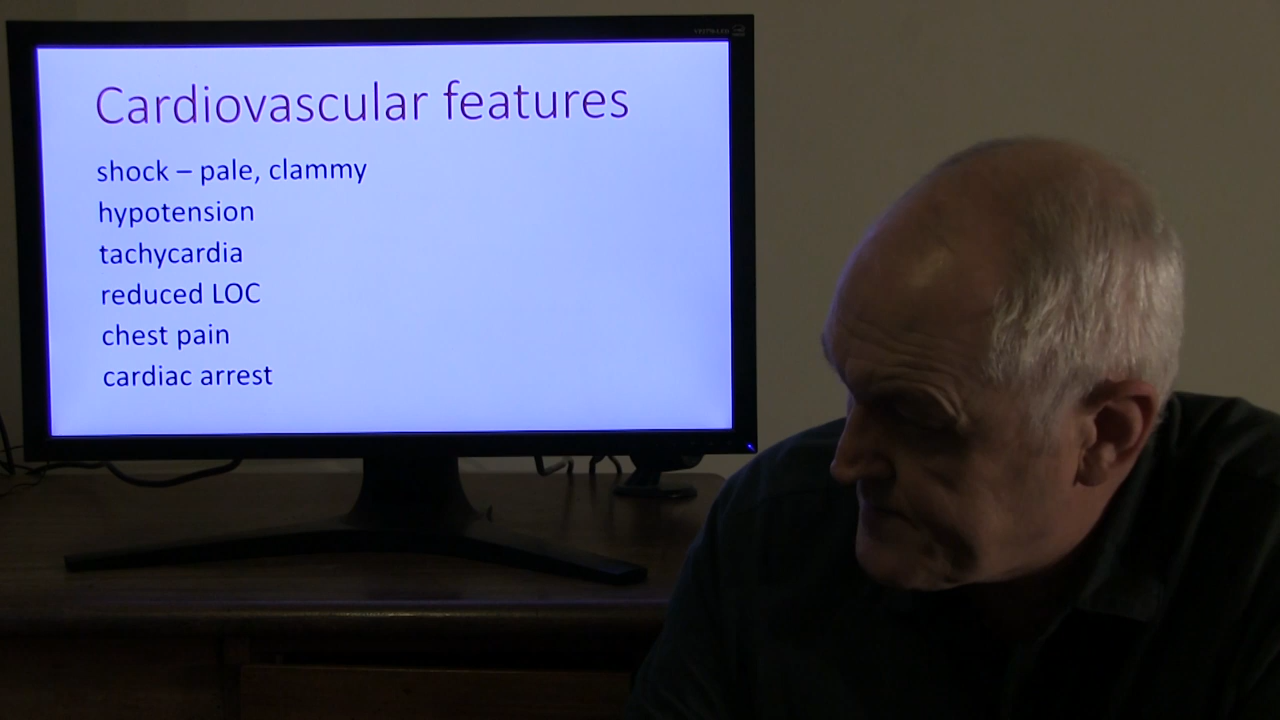 Cardiovascular features
shock – pale, clammy
hypotension
tachycardia
reduced LOC
chest pain
cardiac arrest